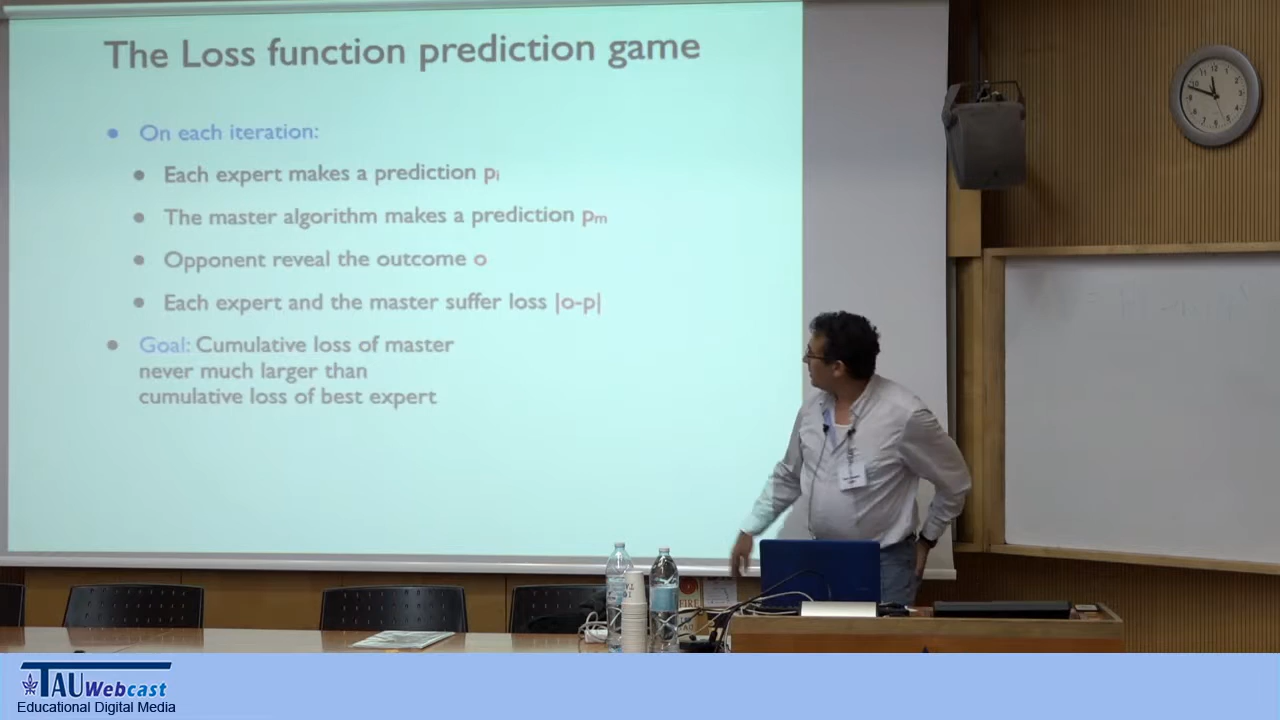 The Loss function prediction game
• On each iteration:
• Each expert makes a prediction pi
• The master algorithm makes a prediction pm
• Opponent reveal the outcome o
• Each expert and the master suffer loss |o-p|
• Goal: Cumulative loss of master
never much larger than
cumulative loss of best expert
TAU Webcast
Educational Digital Media